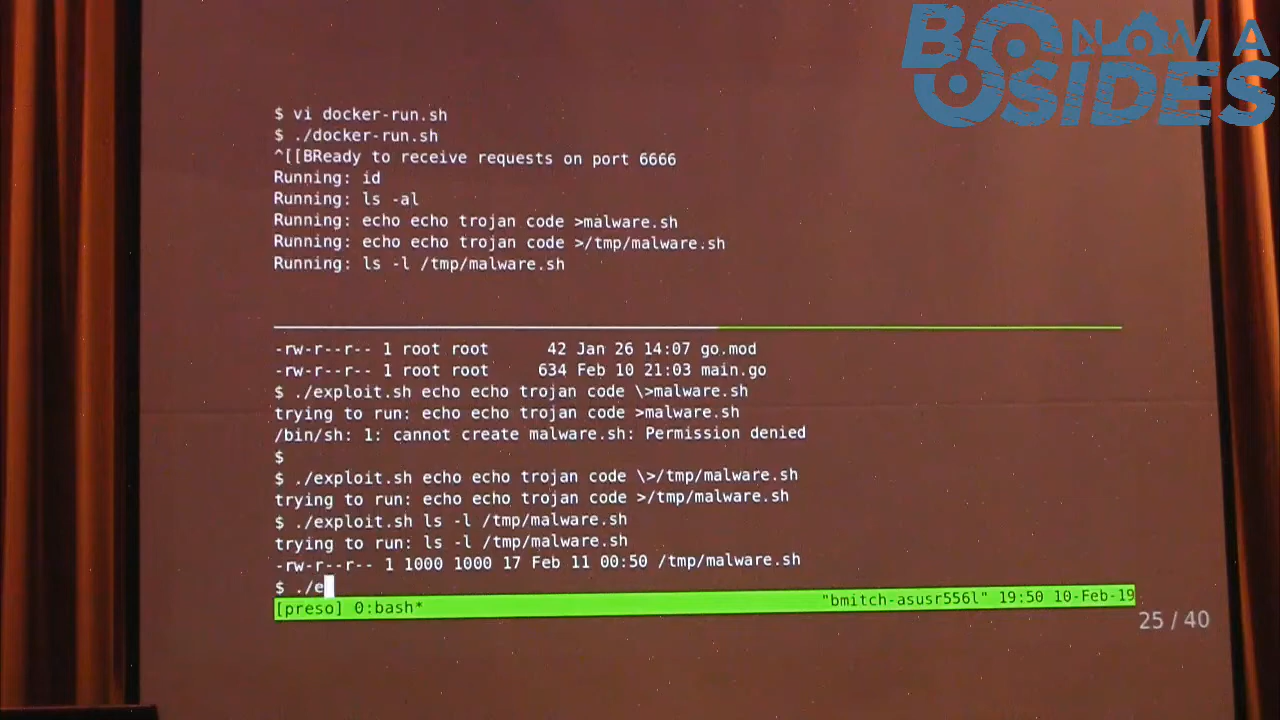 BSIDES NOVA
$ vi docker-run.sh
$ ./docker-run.sh
^[[BReady to receive requests on port 6666
Running: id
Running: ls -al
Running: echo echo trojan code >malware.sh
Running: echo echo trojan code >/tmp/malware.sh
Running: ls -l /tmp/malware.sh
-rw-r--r-- 1 root root      42 Jan 26 14:07 go.mod
-rw-r--r-- 1 root root     634 Feb 10 21:03 main.go
$ ./exploit.sh echo echo trojan code \>malware.sh
trying to run: echo echo trojan code >malware.sh
/bin/sh: 1: cannot create malware.sh: Permission denied
$
$ ./exploit.sh echo echo trojan code \>/tmp/malware.sh
trying to run: echo echo trojan code >/tmp/malware.sh
$ ./exploit.sh ls -l /tmp/malware.sh
trying to run: ls -l /tmp/malware.sh
-rw-r--r-- 1 1000 1000 17 Feb 11 00:50 /tmp/malware.sh
$ ./e
[preso] 0:bash* "bmitch-asusr556l" 19:50 10-Feb-19
25 / 40